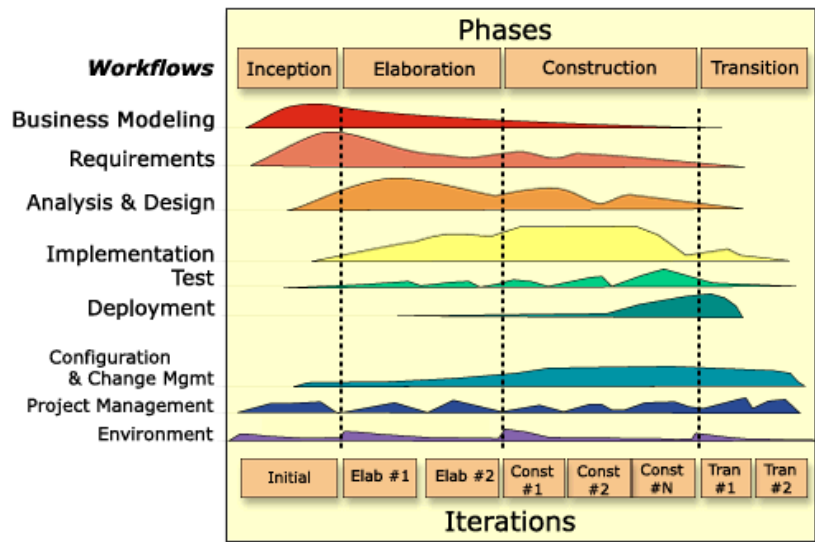 Phases
Workflows
Inception
Elaboration
Construction
Transition
Business Modeling
Requirements
Analysis & Design
Implementation
Test
Deployment
Configuration
& Change Mgmt
Project Management
Environment
Initial
Elab #1
Elab #2
Const
#1
Const
#2
Const
#N
Tran
#1
Tran
#2
Iterations